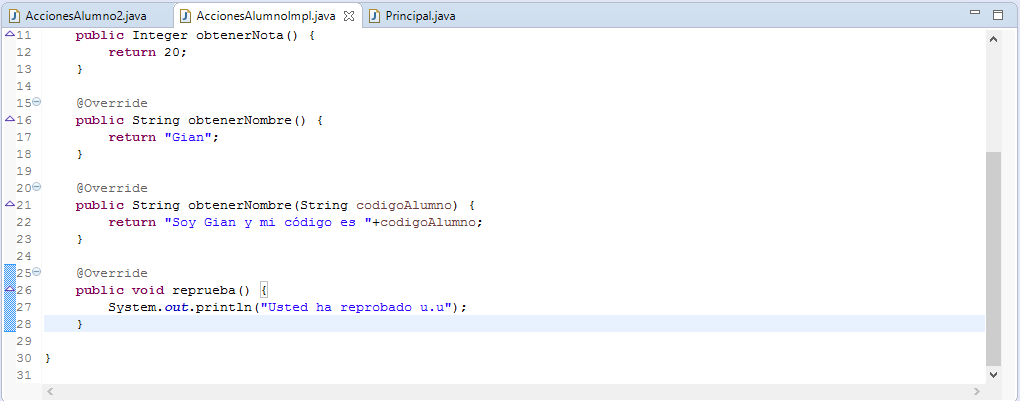 AccionesAlumno2.java AccionesAlumnoImpl.java Principal.java
11 public Integer obtenerNota() {
12 return 20;
13 }
14
15 @Override
16 public String obtenerNombre() {
17 return "Gian";
18 }
19
20 @Override
21 public String obtenerNombre(String codigoAlumno) {
22 return "Soy Gian y mi código es "+codigoAlumno;
23 }
24
25 @Override
26 public void reprueba() {
27 System.out.println("Usted ha reprobado u.u");
28 }
29
30 }
31